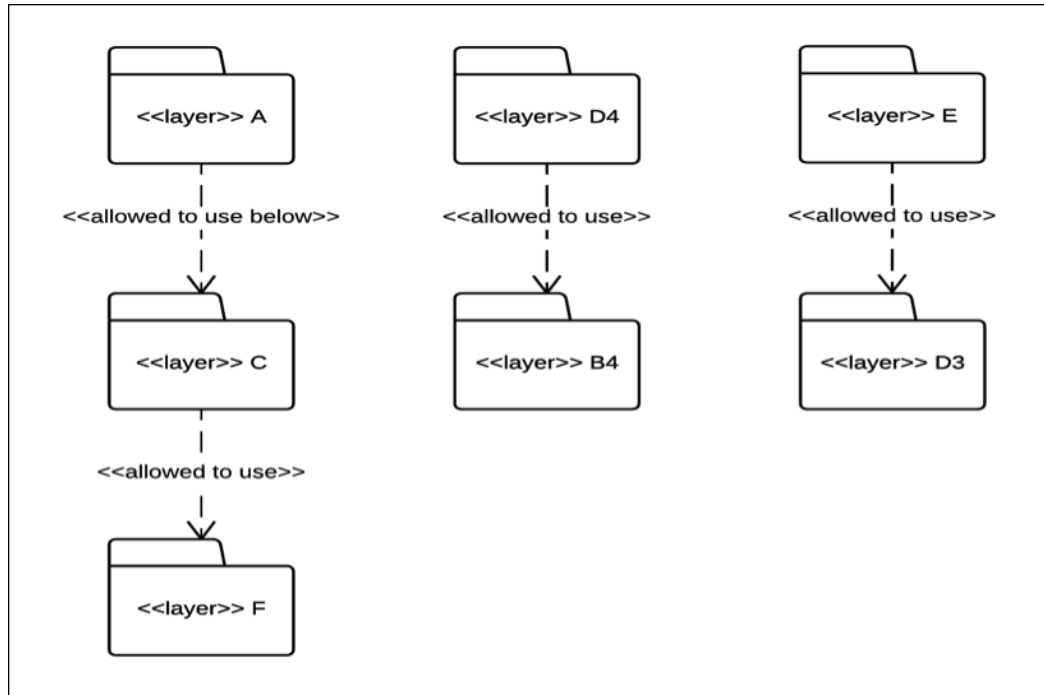 <<layer>> A
<<layer>> D4
<<layer>> E
<<allowed to use below>>
<<allowed to use>>
<<allowed to use>>
<<layer>> C
<<layer>> B4
<<layer>> D3
<<allowed to use>>
<<layer>> F